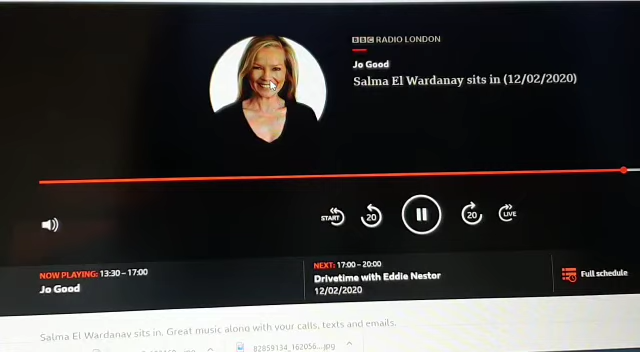 BBC RADIO LONDON
Jo Good
Salma El Wardanay sits in (12/02/2020)
START
20
20
LIVE
NOW PLAYING: 13:30 – 17:00
Jo Good
NEXT: 17:00 – 20:00
Drivetime with Eddie Nestor
12/02/2020
Full schedule
Salma El Wardanay sits in. Great music along with your calls, texts and emails.
82859134_162056....jpg